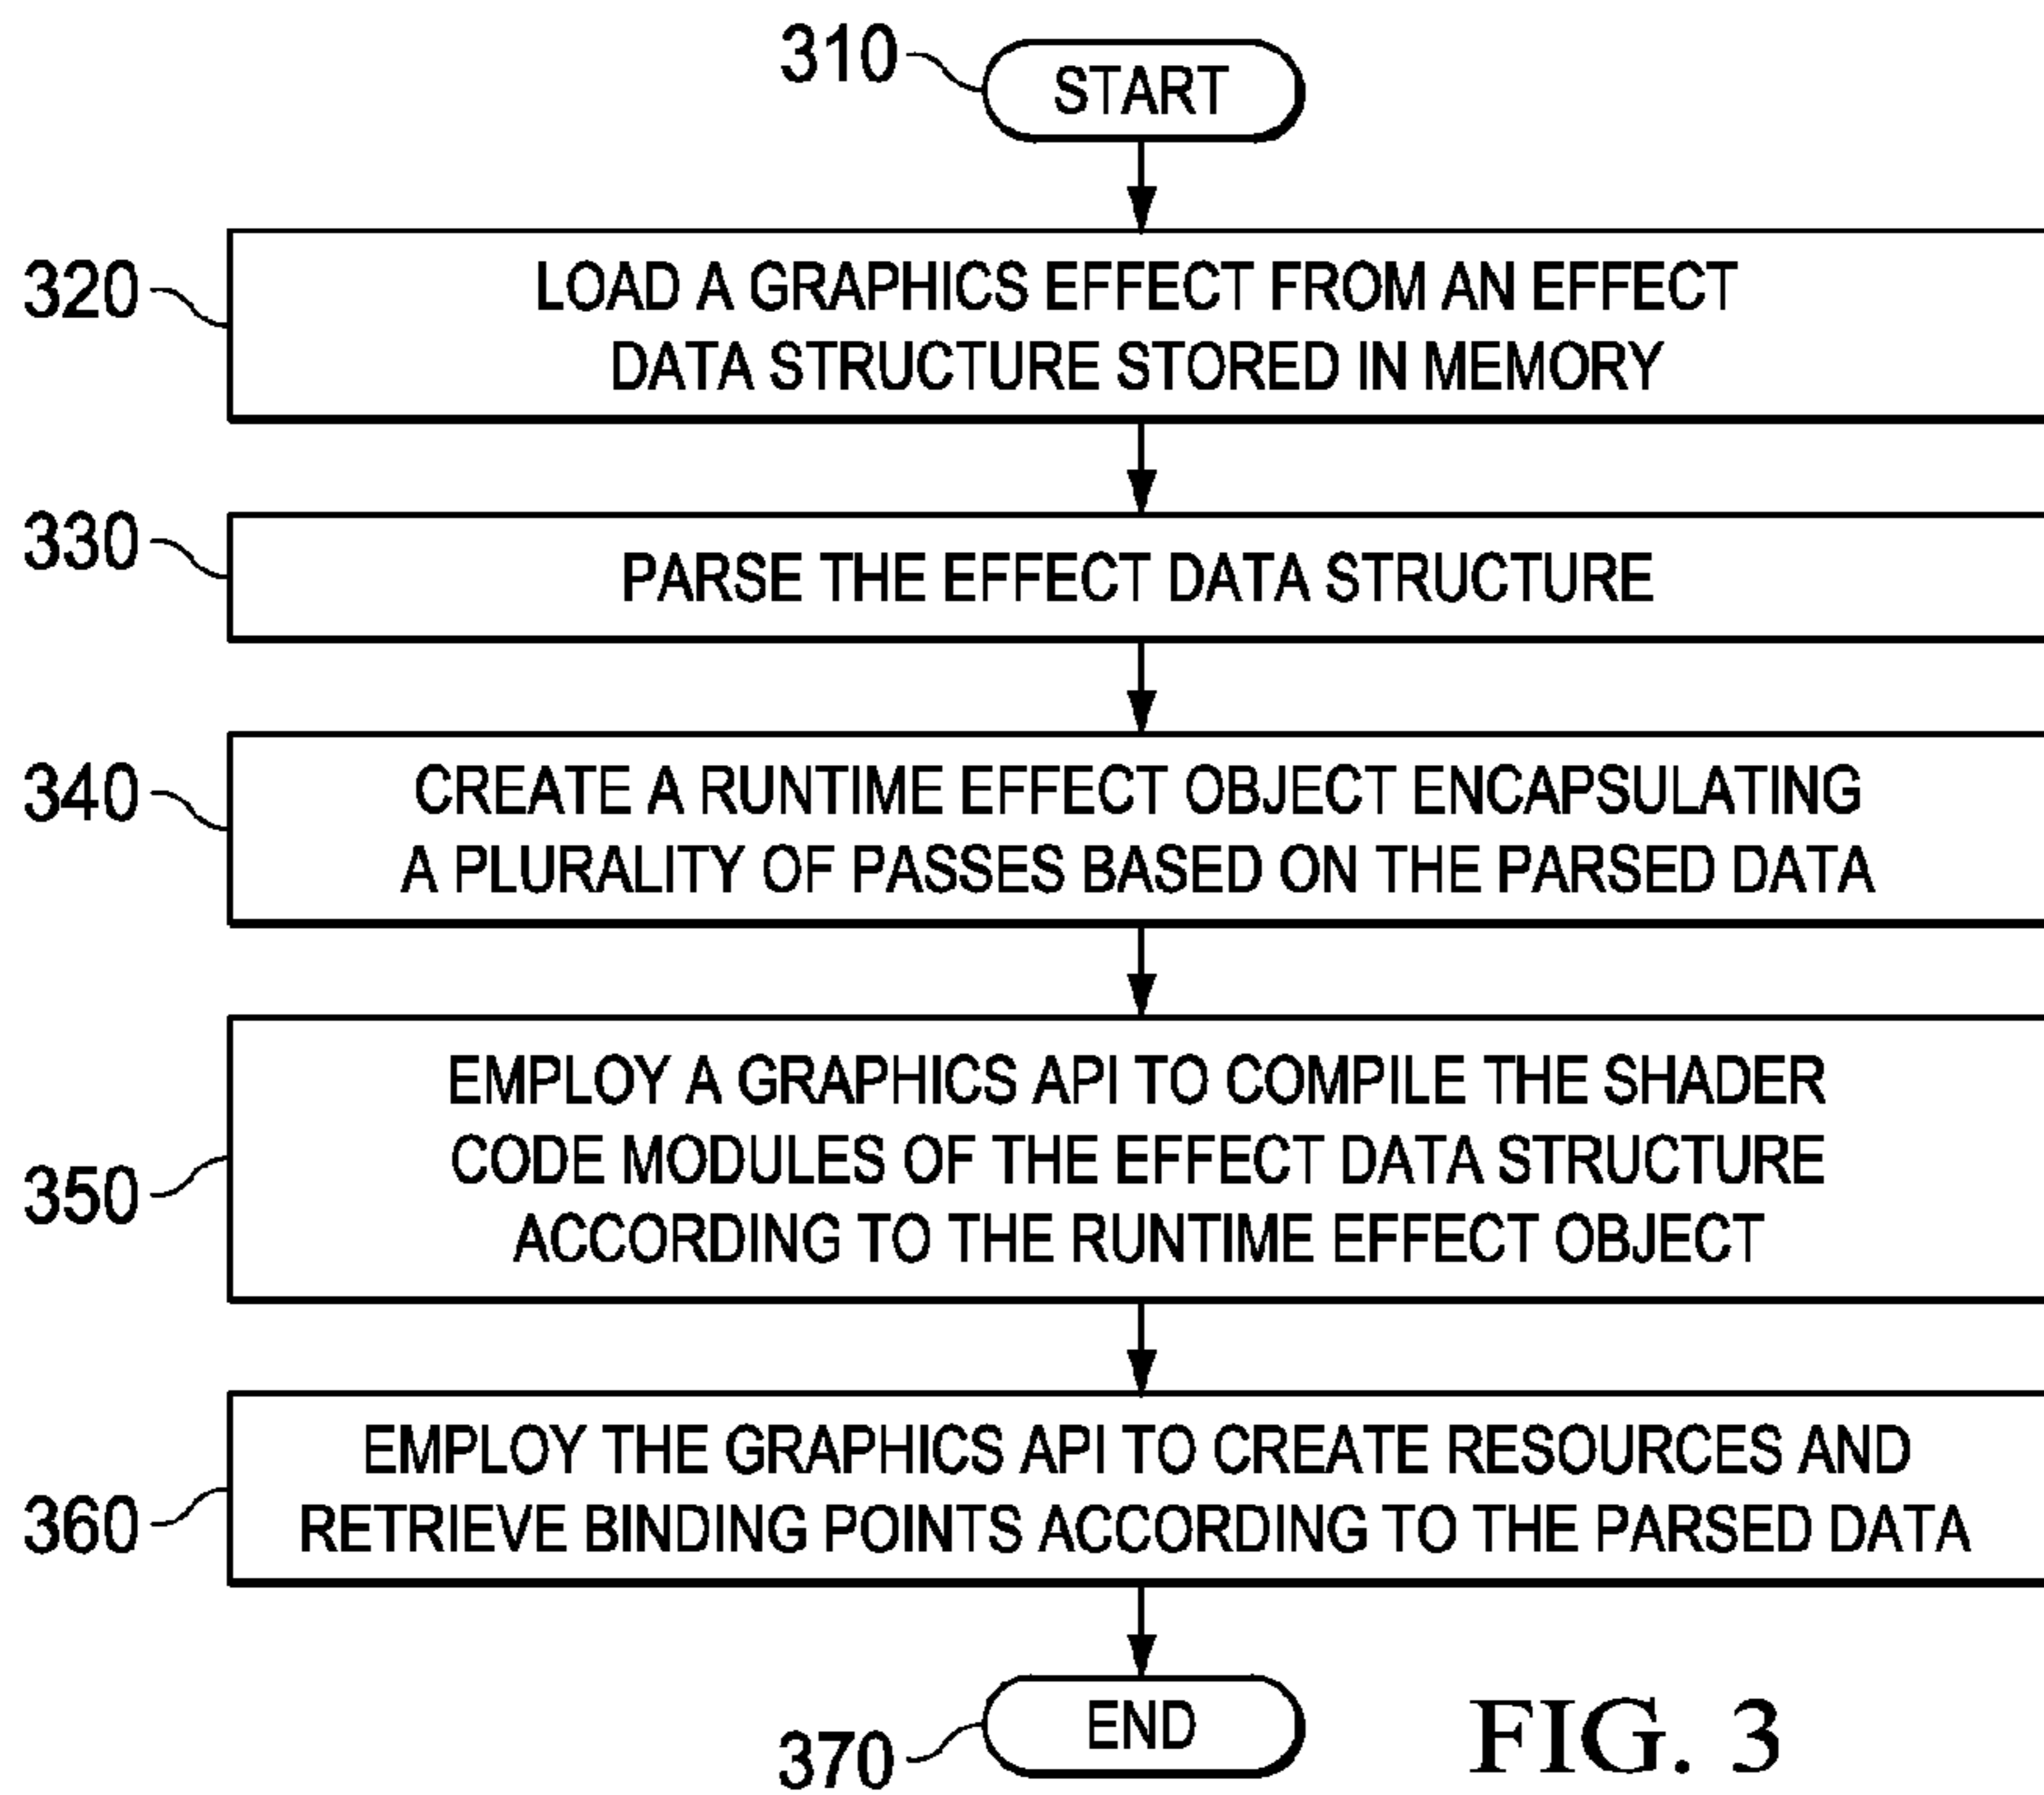 310
START
320
LOAD A GRAPHICS EFFECT FROM AN EFFECT
DATA STRUCTURE STORED IN MEMORY
330
PARSE THE EFFECT DATA STRUCTURE
340
CREATE A RUNTIME EFFECT OBJECT ENCAPSULATING
A PLURALITY OF PASSES BASED ON THE PARSED DATA
350
EMPLOY A GRAPHICS API TO COMPILE THE SHADER
CODE MODULES OF THE EFFECT DATA STRUCTURE
ACCORDING TO THE RUNTIME EFFECT OBJECT
360
EMPLOY THE GRAPHICS API TO CREATE RESOURCES AND
RETRIEVE BINDING POINTS ACCORDING TO THE PARSED DATA
370
END
FIG. 3